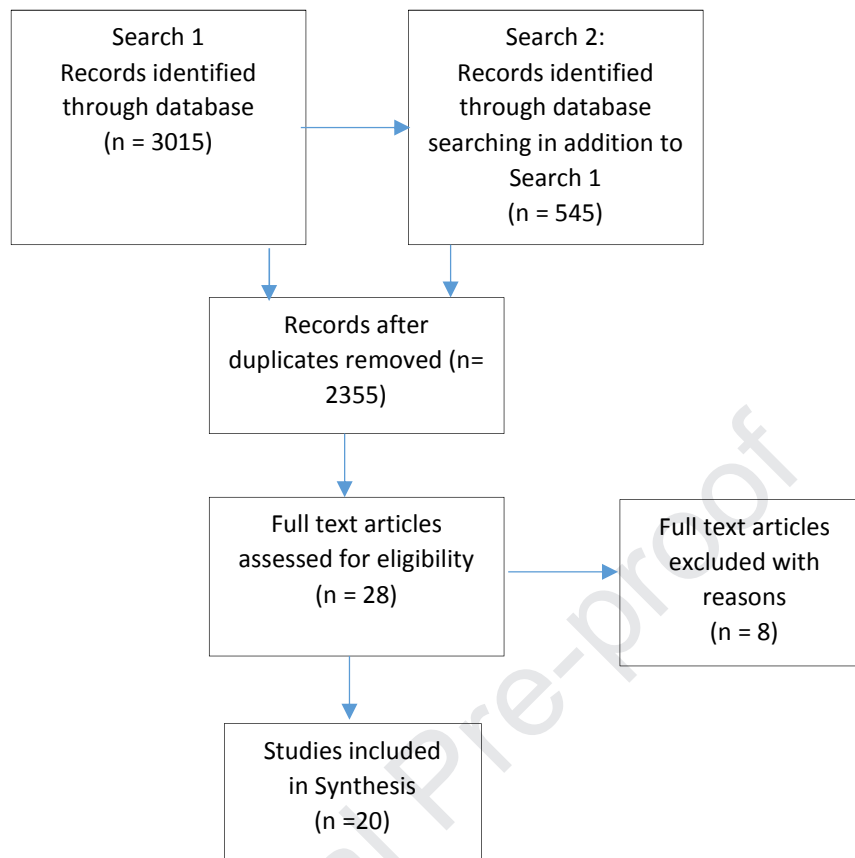 Search 1
Records identified
through database
(n = 3015)
Search 2:
Records identified
through database
searching in addition to
Search 1
(n = 545)
Records after
duplicates removed (n=
2355)
Full text articles
assessed for eligibility
(n = 28)
Full text articles
excluded with
reasons
(n = 8)
Studies included
in Synthesis
(n =20)
Pre-proof